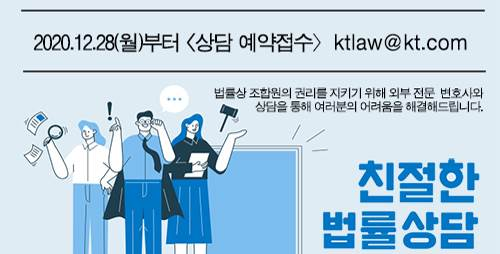 2020.12.28(월)부터 <상담 예약접수> ktlaw@kt.com
법률상 조합원의 권리를 지키기 위해 외부 전문 변호사와
상담을 통해 여러분의 어려움을 해결해드립니다.
친절한
법률상담